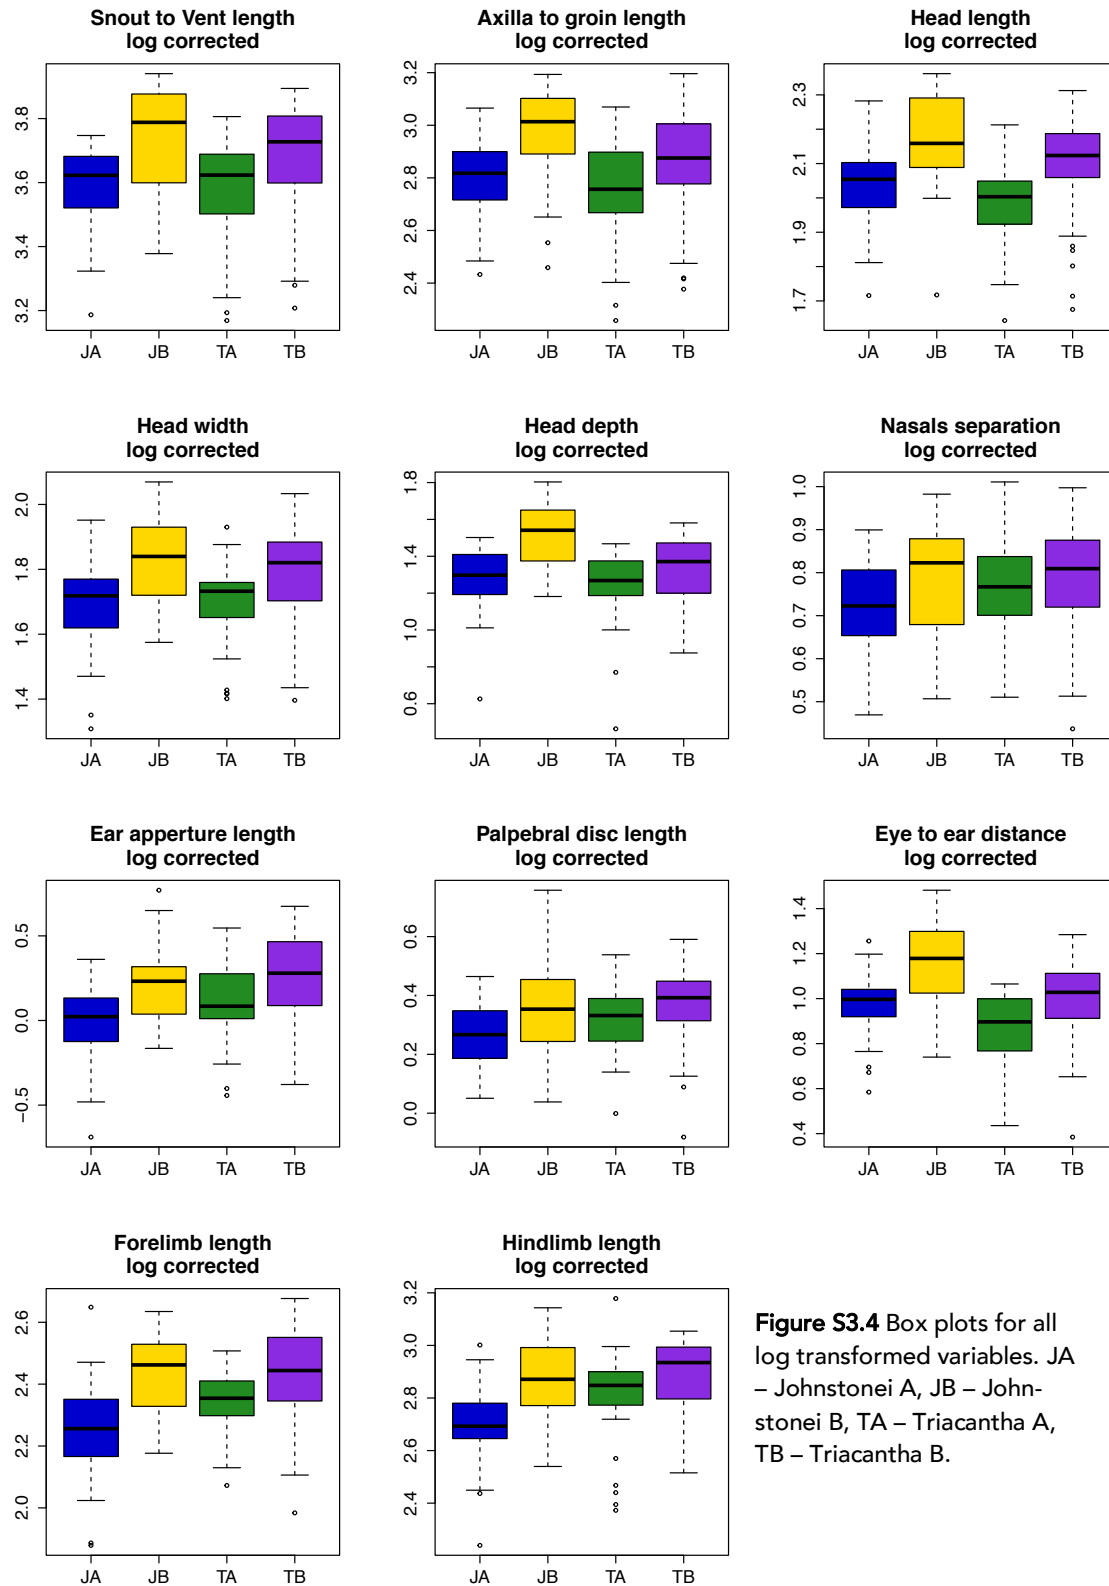 Snout to Vent length
log corrected
3.2 3.4 3.6 3.8
JA JB TA TB
Axilla to groin length
log corrected
2.4 2.6 2.8 3.0 3.2
JA JB TA TB
Head length
log corrected
1.7 1.9 2.1 2.3
JA JB TA TB
Head width
log corrected
1.4 1.6 1.8 2.0
JA JB TA TB
Head depth
log corrected
0.6 1.0 1.4 1.8
JA JB TA TB
Nasals separation
log corrected
0.5 0.6 0.7 0.8 0.9 1.0
JA JB TA TB
Ear apperture length
log corrected
−0.5 0.0 0.5
JA JB TA TB
Palpebral disc length
log corrected
0.0 0.2 0.4 0.6
JA JB TA TB
Eye to ear distance
log corrected
0.4 0.6 0.8 1.0 1.2 1.4
JA JB TA TB
Forelimb length
log corrected
2.0 2.2 2.4 2.6
JA JB TA TB
Hindlimb length
log corrected
2.4 2.6 2.8 3.0 3.2
JA JB TA TB
Figure S3.4 Box plots for all
log transformed variables. JA
– Johnstonei A, JB – John-
stonei B, TA – Triacantha A,
TB – Triacantha B.